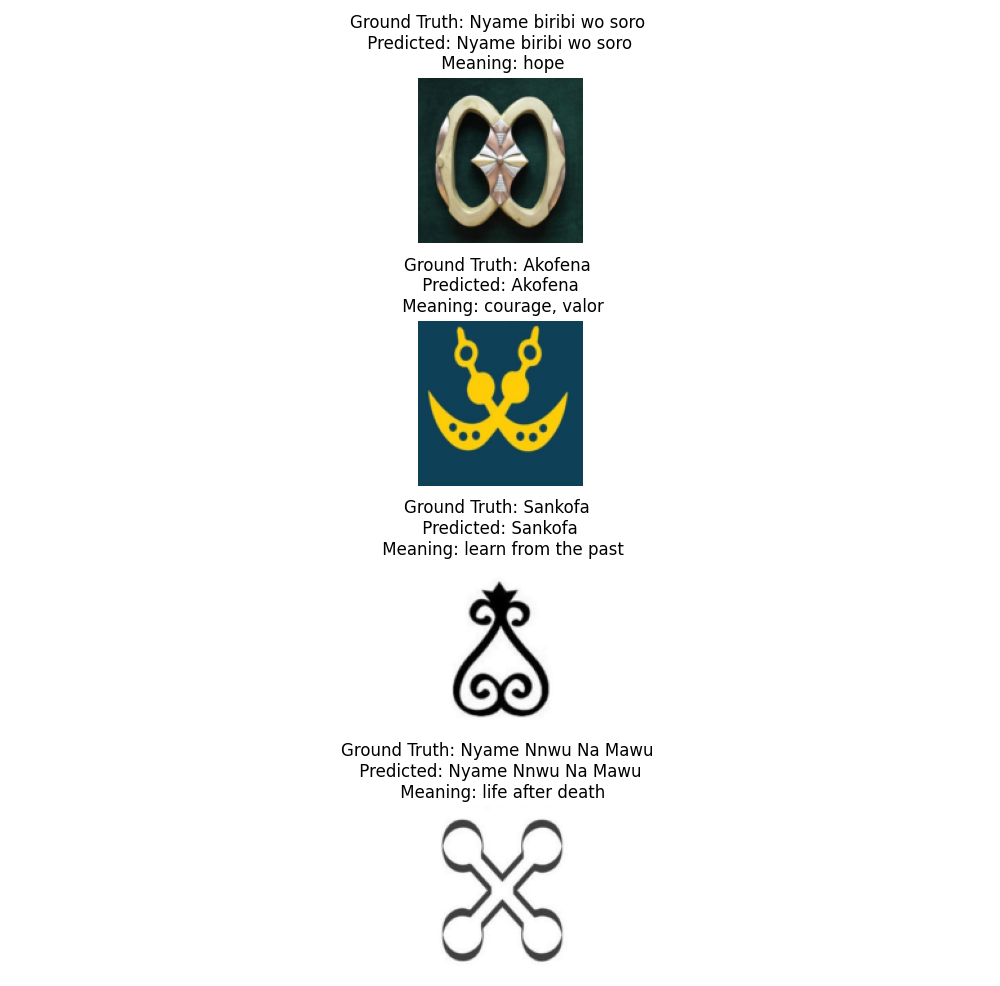 Ground Truth: Nyame biribi wo soro
Predicted: Nyame biribi wo soro
Meaning: hope
Ground Truth: Akofena
Predicted: Akofena
Meaning: courage, valor
Ground Truth: Sankofa
Predicted: Sankofa
Meaning: learn from the past
Ground Truth: Nyame Nnwu Na Mawu
Predicted: Nyame Nnwu Na Mawu
Meaning: life after death